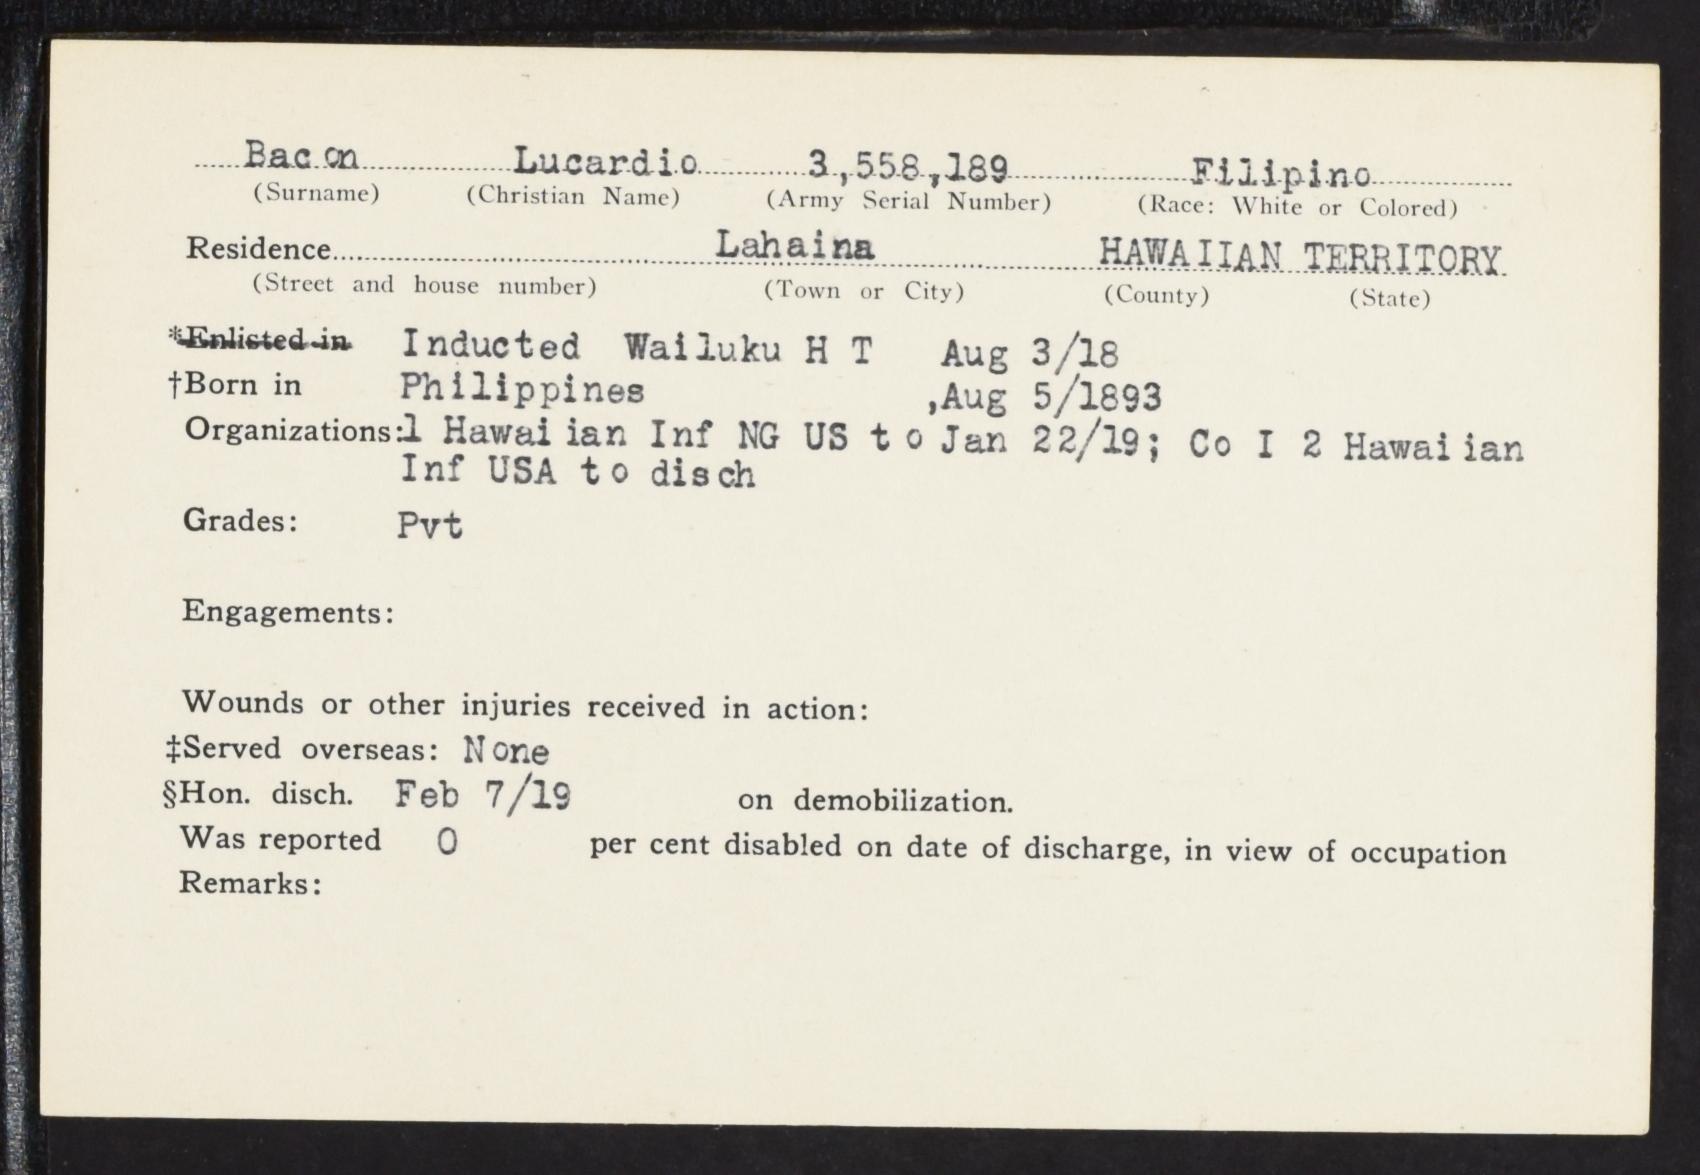 Bacon Lucardio 3,558,189 Filipino
(Surname) (Christian Name) (Army Serial Number) (Race: White or Colored)
Residence Lahaina HAWAIIAN TERRITORY
(Street and house number) (Town or City) (County) (State)
*Enlisted in Inducted Wailuku H T Aug 3/18
†Born in Philippines ,Aug 5/1893
Organizations:1 Hawaiian Inf NG US to Jan 22/19; Co I 2 Hawaiian
Inf USA to disch
Grades: Pvt
Engagements:
Wounds or other injuries received in action:
‡Served overseas: None
§Hon. disch. Feb 7/19 on demobilization.
Was reported 0 per cent disabled on date of discharge, in view of occupation
Remarks: